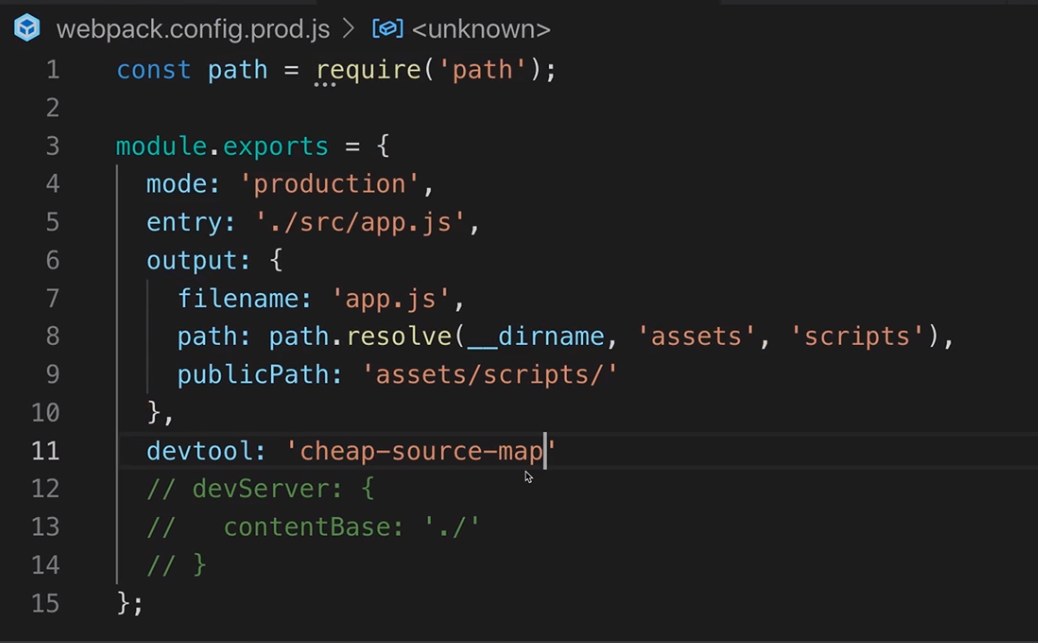 webpack.config.prod.js > <unknown>
1 const path = require('path');
2
3 module.exports = {
4   mode: 'production',
5   entry: './src/app.js',
6   output: {
7     filename: 'app.js',
8     path: path.resolve(__dirname, 'assets', 'scripts'),
9     publicPath: 'assets/scripts/'
10   },
11   devtool: 'cheap-source-map'
12   // devServer: {
13   //   contentBase: './'
14   // }
15 };